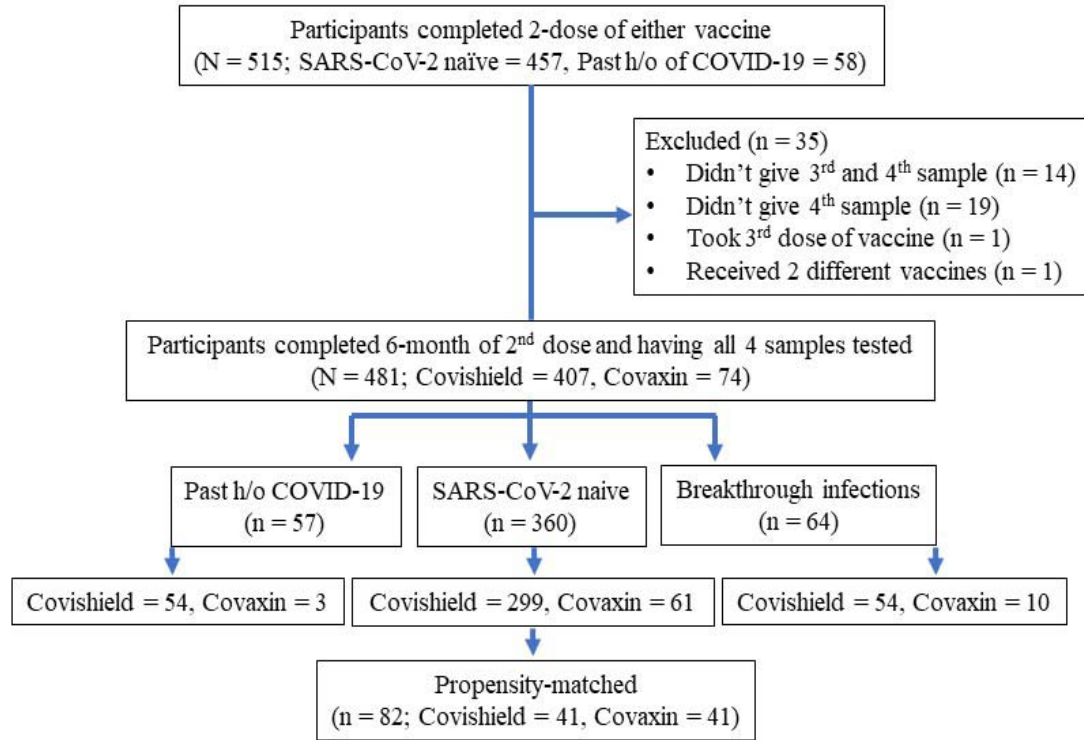 Participants completed 2-dose of either vaccine
(N = 515; SARS-CoV-2 naïve = 457, Past h/o of COVID-19 = 58)
Excluded (n = 35)
• Didn't give 3rd and 4th sample (n = 14)
• Didn't give 4th sample (n = 19)
• Took 3rd dose of vaccine (n = 1)
• Received 2 different vaccines (n = 1)
Participants completed 6-month of 2nd dose and having all 4 samples tested
(N = 481; Covishield = 407, Covaxin = 74)
Past h/o COVID-19
(n = 57)
SARS-CoV-2 naive
(n = 360)
Breakthrough infections
(n = 64)
Covishield = 54, Covaxin = 3
Covishield = 299, Covaxin = 61
Covishield = 54, Covaxin = 10
Propensity-matched
(n = 82; Covishield = 41, Covaxin = 41)